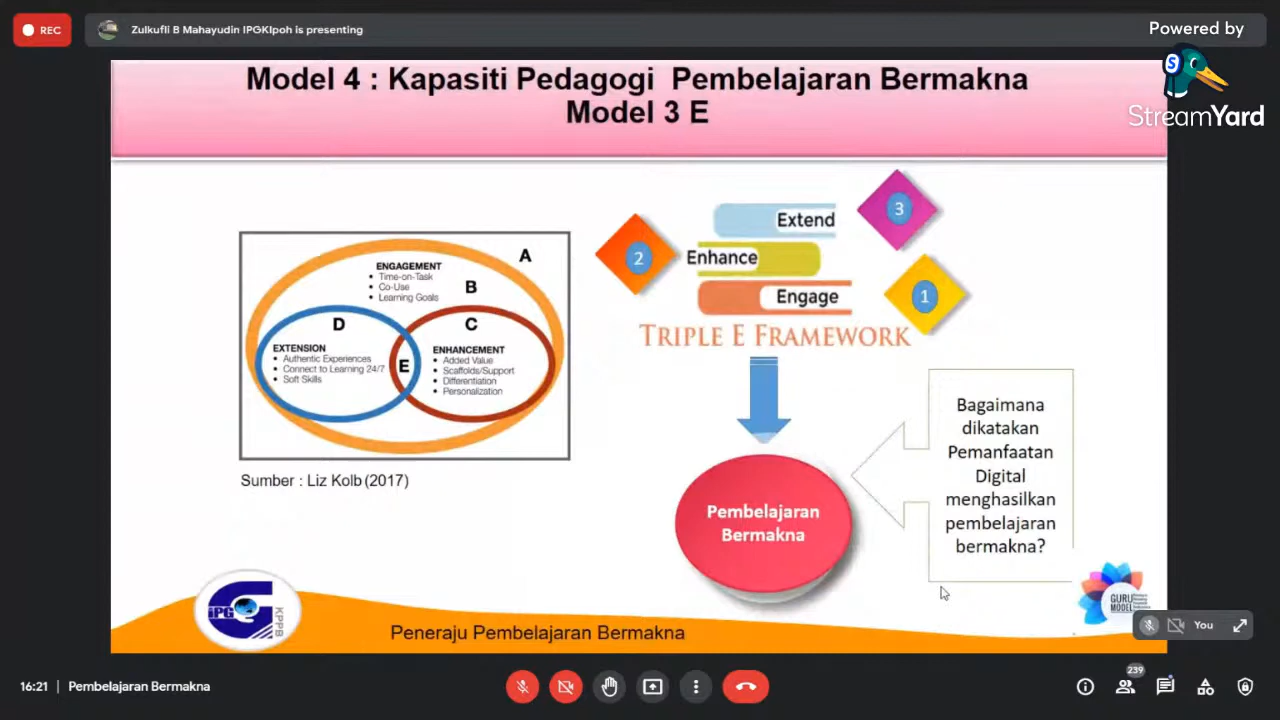 REC
Zulkufli B Mahayudin IPGKIpoh is presenting
Powered by
StreamYard
Model 4 : Kapasiti Pedagogi Pembelajaran Bermakna
Model 3 E
A
ENGAGEMENT
• Time-on-Task
• Co-Use
• Learning Goals
B
D
C
EXTENSION
• Authentic Experiences
• Connect to Learning 24/7
• Soft Skills
E
ENHANCEMENT
• Added Value
• Scaffolds/Support
• Differentiation
• Personalization
Sumber : Liz Kolb (2017)
3
Extend
2
Enhance
Engage
1
TRIPLE E FRAMEWORK
Pembelajaran
Bermakna
Bagaimana
dikatakan
Pemanfaatan
Digital
menghasilkan
pembelajaran
bermakna?
iPG
KPPB
Peneraju Pembelajaran Bermakna
GURU
MODEL
You
16:21 | Pembelajaran Bermakna
239